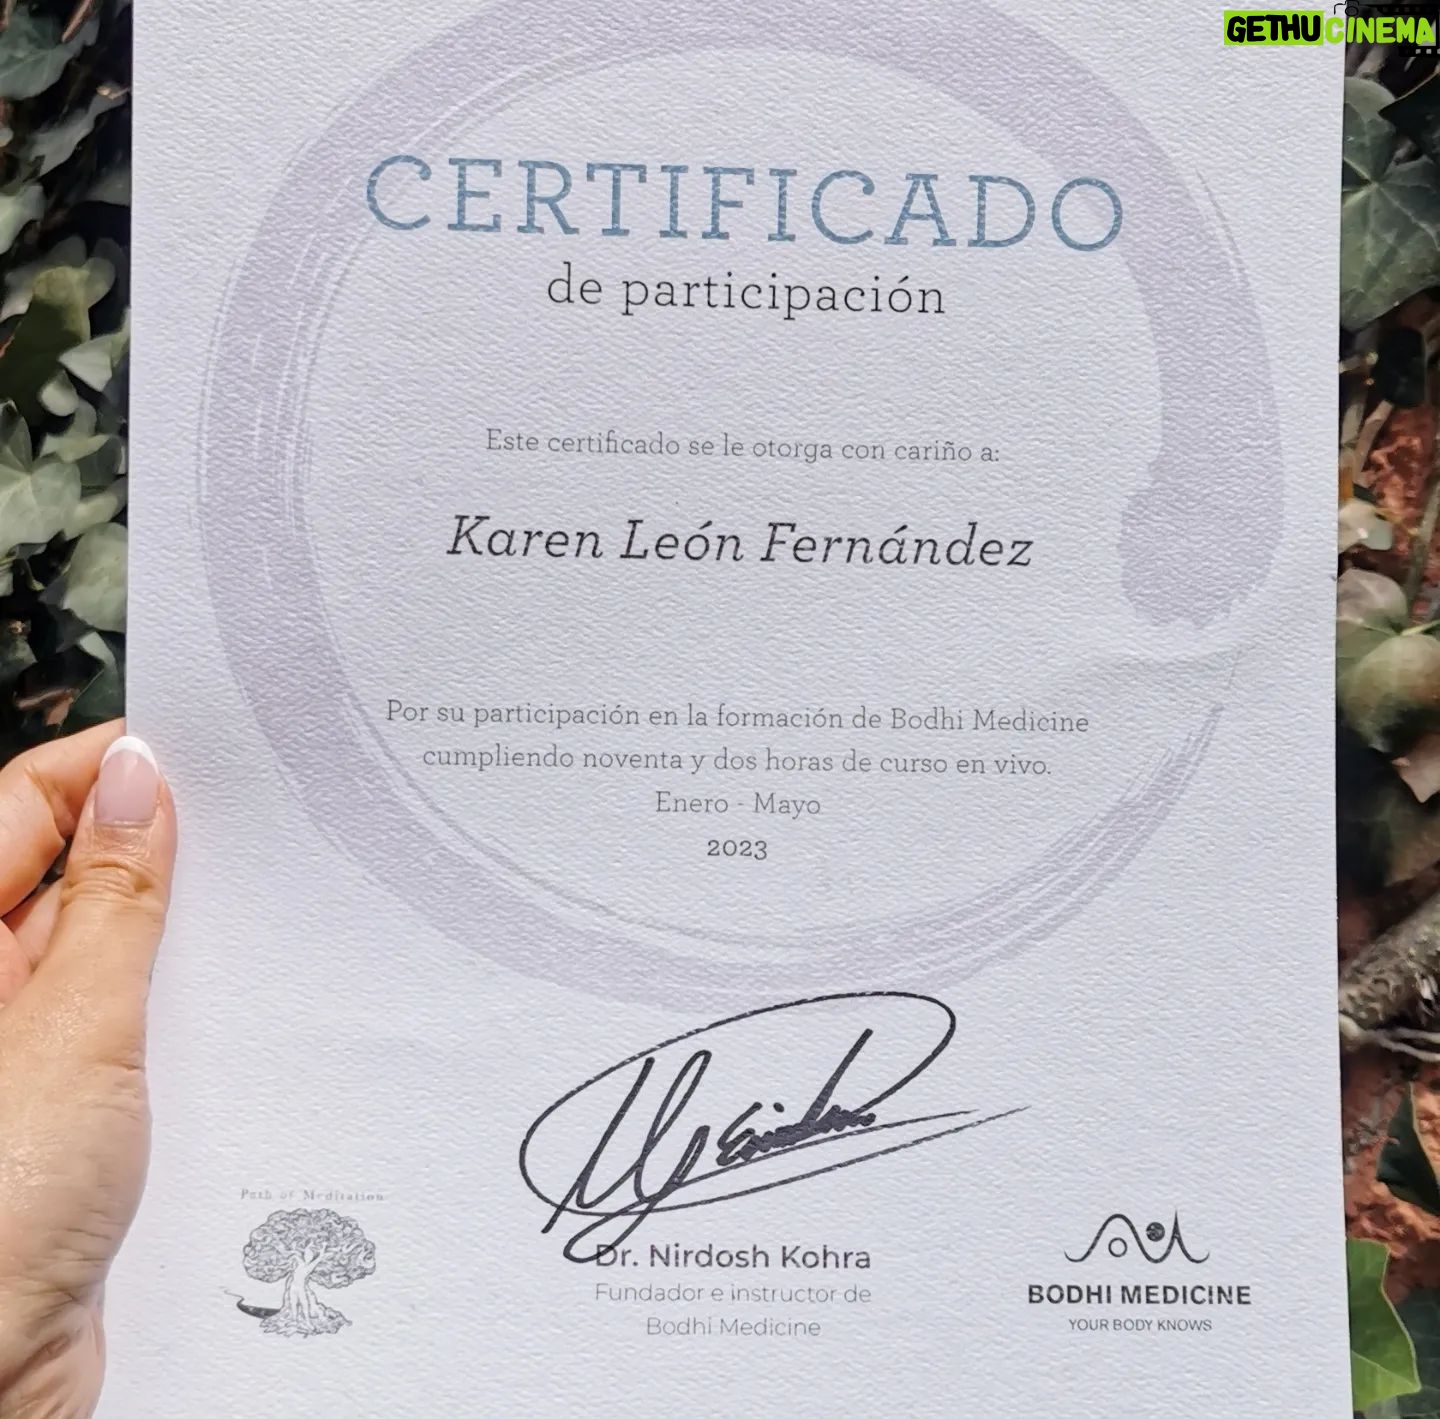 GETHUCINEMA
CERTIFICADO
de participación
Este certificado se le otorga con cariño a:
Karen León Fernández
Por su participación en la formación de Bodhi Medicine
cumpliendo noventa y dos horas de curso en vivo.
Enero - Mayo
2023
Path of Meditation
Dr. Nirdosh Kohra
Fundador e instructor de
Bodhi Medicine
BODHI MEDICINE
YOUR BODY KNOWS